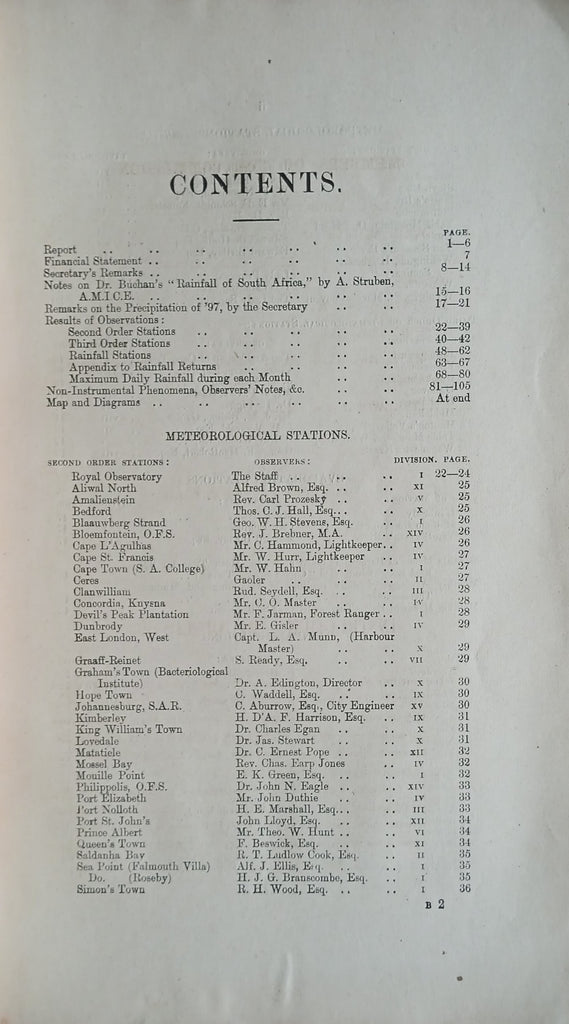 CONTENTS.
PAGE.
Report .. .. .. .. .. .. .. 1—6
Financial Statement .. .. .. .. .. .. 7
Secretary's Remarks .. .. .. .. .. .. 8—14
Notes on Dr. Buchan's "Rainfall of South Africa," by A. Struben,
A.M.I C.E. .. .. .. .. .. .. 15—16
Remarks on the Precipitation of '97, by the Secretary .. .. 17—21
Results of Observations :
Second Order Stations .. .. .. .. .. 22—39
Third Order Stations .. .. .. .. .. 40—42
Rainfall Stations .. .. .. .. .. 48—62
Appendix to Rainfall Returns .. .. .. .. 63—67
Maximum Daily Rainfall during each Month .. .. 68—80
Non-Instrumental Phenomena, Observers' Notes, &c. .. .. 81—105
Map and Diagrams .. .. .. .. .. .. At end
METEOROLOGICAL STATIONS.
SECOND ORDER STATIONS : OBSERVERS : DIVISION. PAGE.
Royal Observatory The Staff .. .. .. I 22—24
Aliwal North Alfred Brown, Esq. .. .. XI 25
Amalienstein Rev. Carl Prozesky .. .. V 25
Bedford Thos. C. J. Hall, Esq... .. X 25
Blaauwberg Strand Geo. W. H. Stevens, Esq. .. I 26
Bloemfontein, O.F.S. Rev. J. Brebner, M.A. .. XIV 26
Cape L'Agulhas Mr. C. Hammond, Lightkeeper.. IV 26
Cape St. Francis Mr. W. Hurr, Lightkeeper .. IV 27
Cape Town (S. A. College) Mr. W. Hahn .. .. I 27
Ceres Gaoler .. .. .. II 27
Clanwilliam Rud. Seydell, Esq. .. .. III 28
Concordia, Knysna Mr. C. O. Master .. .. IV 28
Devil's Peak Plantation Mr. F. Jarman, Forest Ranger .. I 28
Dunbrody Mr. E. Gisler .. .. IV 29
East London, West Capt. L. A. Munn, (Harbour
Master) .. .. X 29
Graaff-Reinet S. Ready, Esq. .. .. VII 29
Graham's Town (Bacteriological
Institute) Dr. A. Edington, Director .. X 30
Hope Town C. Waddell, Esq. .. .. IX 30
Johannesburg, S.A.R. C. Aburrow, Esq., City Engineer XV 30
Kimberley H. D'A. F. Harrison, Esq. .. IX 31
King William's Town Dr. Charles Egan .. .. X 31
Lovedale Dr. Jas. Stewart .. .. X 31
Matatiele Dr. C. Ernest Pope .. .. XII 32
Mossel Bay Rev. Chas. Earp Jones .. IV 32
Mouille Point E. K. Green, Esq. .. .. I 32
Philippolis, O.F.S. Dr. John N. Eagle .. .. XIV 33
Port Elizabeth Mr. John Duthie .. .. IV 33
Port Nolloth H. E. Marshall, Esq... .. III 33
Port St. John's John Lloyd, Esq. .. .. XII 34
Prince Albert Mr. Theo. W. Hunt .. .. VI 34
Queen's Town F. Beswick, Esq. .. .. XI 34
Saldanha Bay R. T. Ludlow Cook, Esq. .. II 35
Sea Point (Falmouth Villa) Alf. J. Ellis, Esq. .. .. I 35
Do. (Roseby) H. J. G. Branscombe, Esq. .. I 35
Simon's Town R. H. Wood, Esq. .. .. I 36
B 2